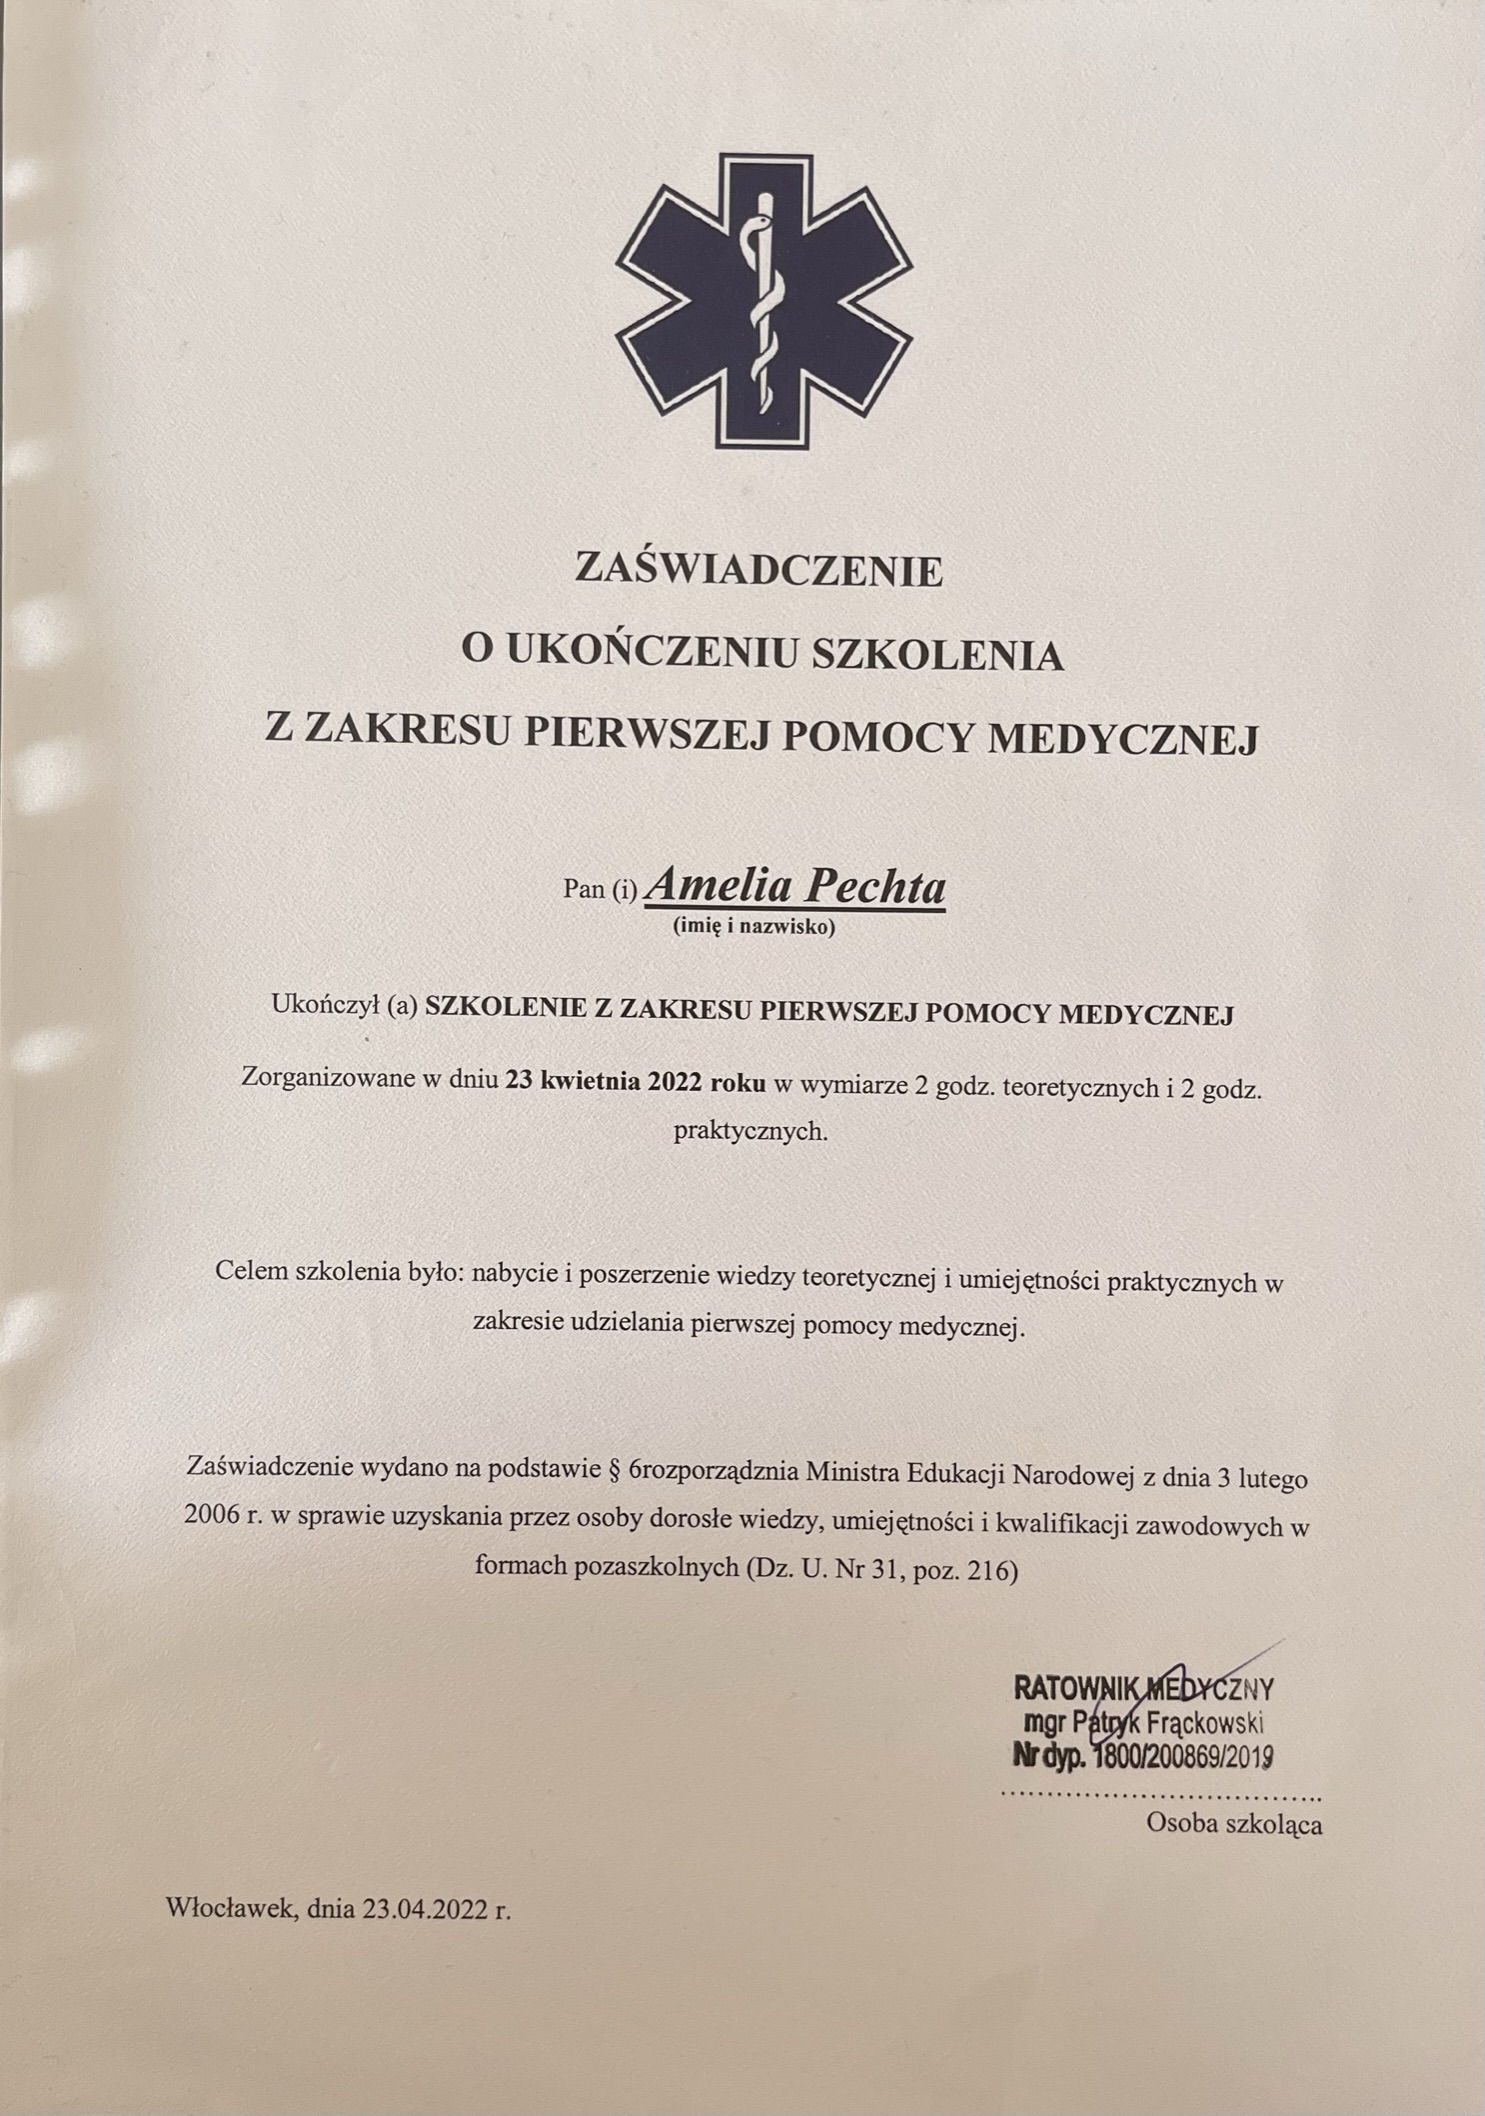 ZAŚWIADCZENIE
O UKOŃCZENIU SZKOLENIA
Z ZAKRESU PIERWSZEJ POMOCY MEDYCZNEJ
Pan (i) Amelia Pechta
(imię i nazwisko)
Ukończył (a) SZKOLENIE Z ZAKRESU PIERWSZEJ POMOCY MEDYCZNEJ
Zorganizowane w dniu 23 kwietnia 2022 roku w wymiarze 2 godz. teoretycznych i 2 godz.
praktycznych.
Celem szkolenia było: nabycie i poszerzenie wiedzy teoretycznej i umiejętności praktycznych w
zakresie udzielania pierwszej pomocy medycznej.
Zaświadczenie wydano na podstawie § 6rozporządznia Ministra Edukacji Narodowej z dnia 3 lutego
2006 r. w sprawie uzyskania przez osoby dorosłe wiedzy, umiejętności i kwalifikacji zawodowych w
formach pozaszkolnych (Dz. U. Nr 31, poz. 216)
RATOWNIK MEDYCZNY
mgr Patryk Frąckowski
Nr dyp. 1800/200869/2019
Osoba szkoląca
Włocławek, dnia 23.04.2022 r.